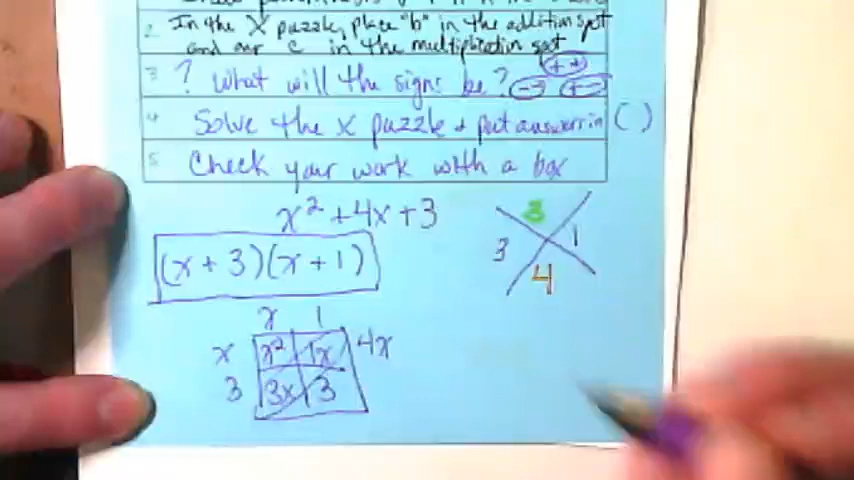 2 In the X puzzle, place "b" in the addition spot
and our c in the multiplication spot
3 ? What will the signs be? ++
-- +-
4 Solve the X puzzle + put answer in ( )
5 Check your work with a box
x² + 4x + 3
(x + 3)(x + 1)
3
3 1
4
x 1
x x² 1x 4x
3 3x 3